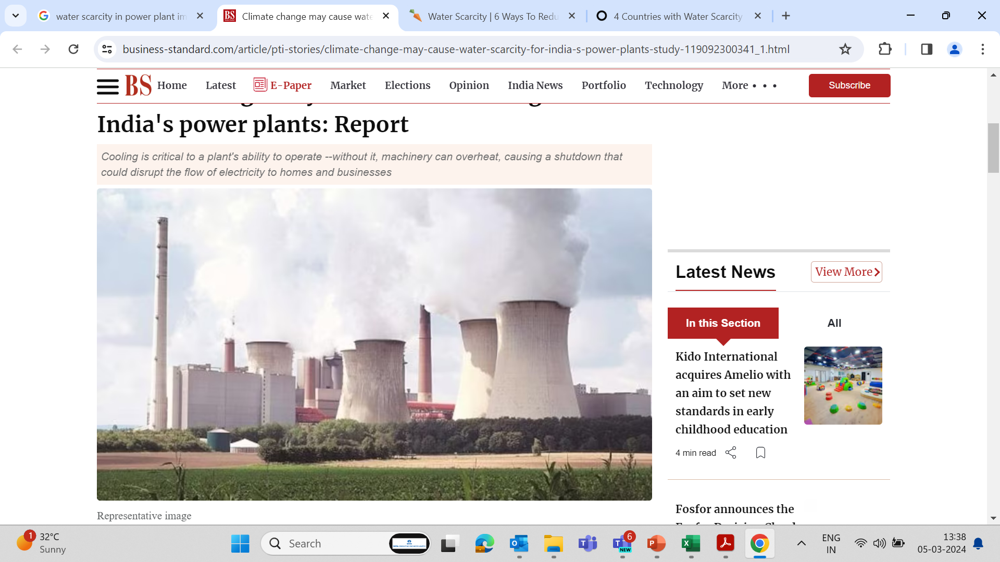 water scarcity in power plant im
Climate change may cause wate
Water Scarcity | 6 Ways To Redu
4 Countries with Water Scarcity
business-standard.com/article/pti-stories/climate-change-may-cause-water-scarcity-for-india-s-power-plants-study-119092300341_1.html
BS Home Latest E-Paper Market Elections Opinion India News Portfolio Technology More • • • Subscribe
India's power plants: Report
Cooling is critical to a plant's ability to operate --without it, machinery can overheat, causing a shutdown that
could disrupt the flow of electricity to homes and businesses
Representative image
Latest News
View More
In this Section
All
Kido International
acquires Amelio with
an aim to set new
standards in early
childhood education
4 min read
Fosfor announces the
1
32°C
Sunny
Search
6
NEW
ENG
IN
13:38
05-03-2024